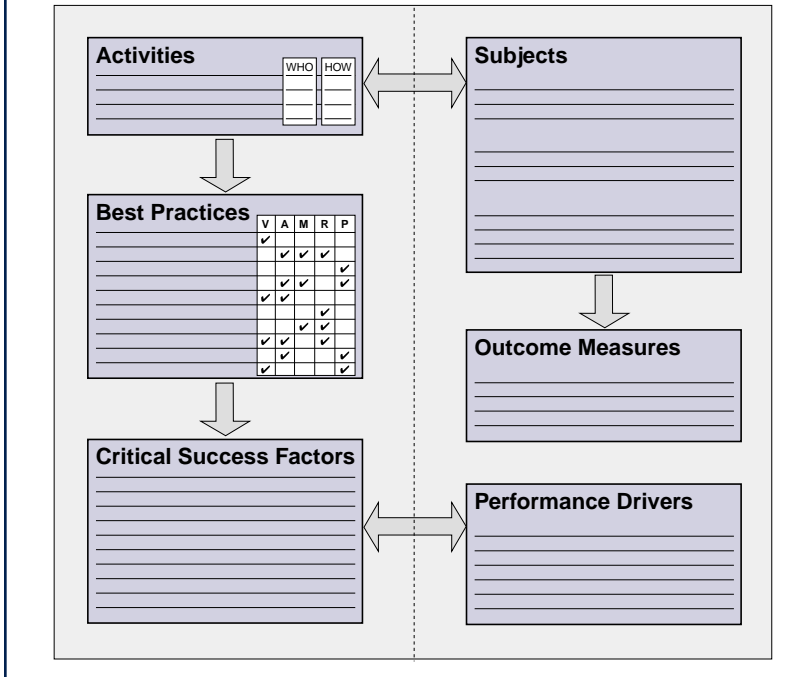 Activities
WHO HOW
Best Practices
V A M R P
✔
✔ ✔ ✔
✔
✔ ✔ ✔
✔ ✔
✔
✔ ✔
✔ ✔ ✔
✔ ✔
✔ ✔
Critical Success Factors
Subjects
Outcome Measures
Performance Drivers